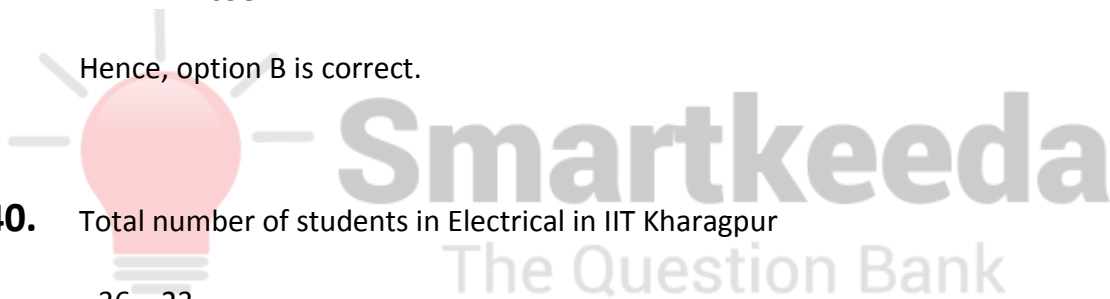 Hence, option B is correct.
Smartkeeda
40. Total number of students in Electrical in IIT Kharagpur
The Question Bank